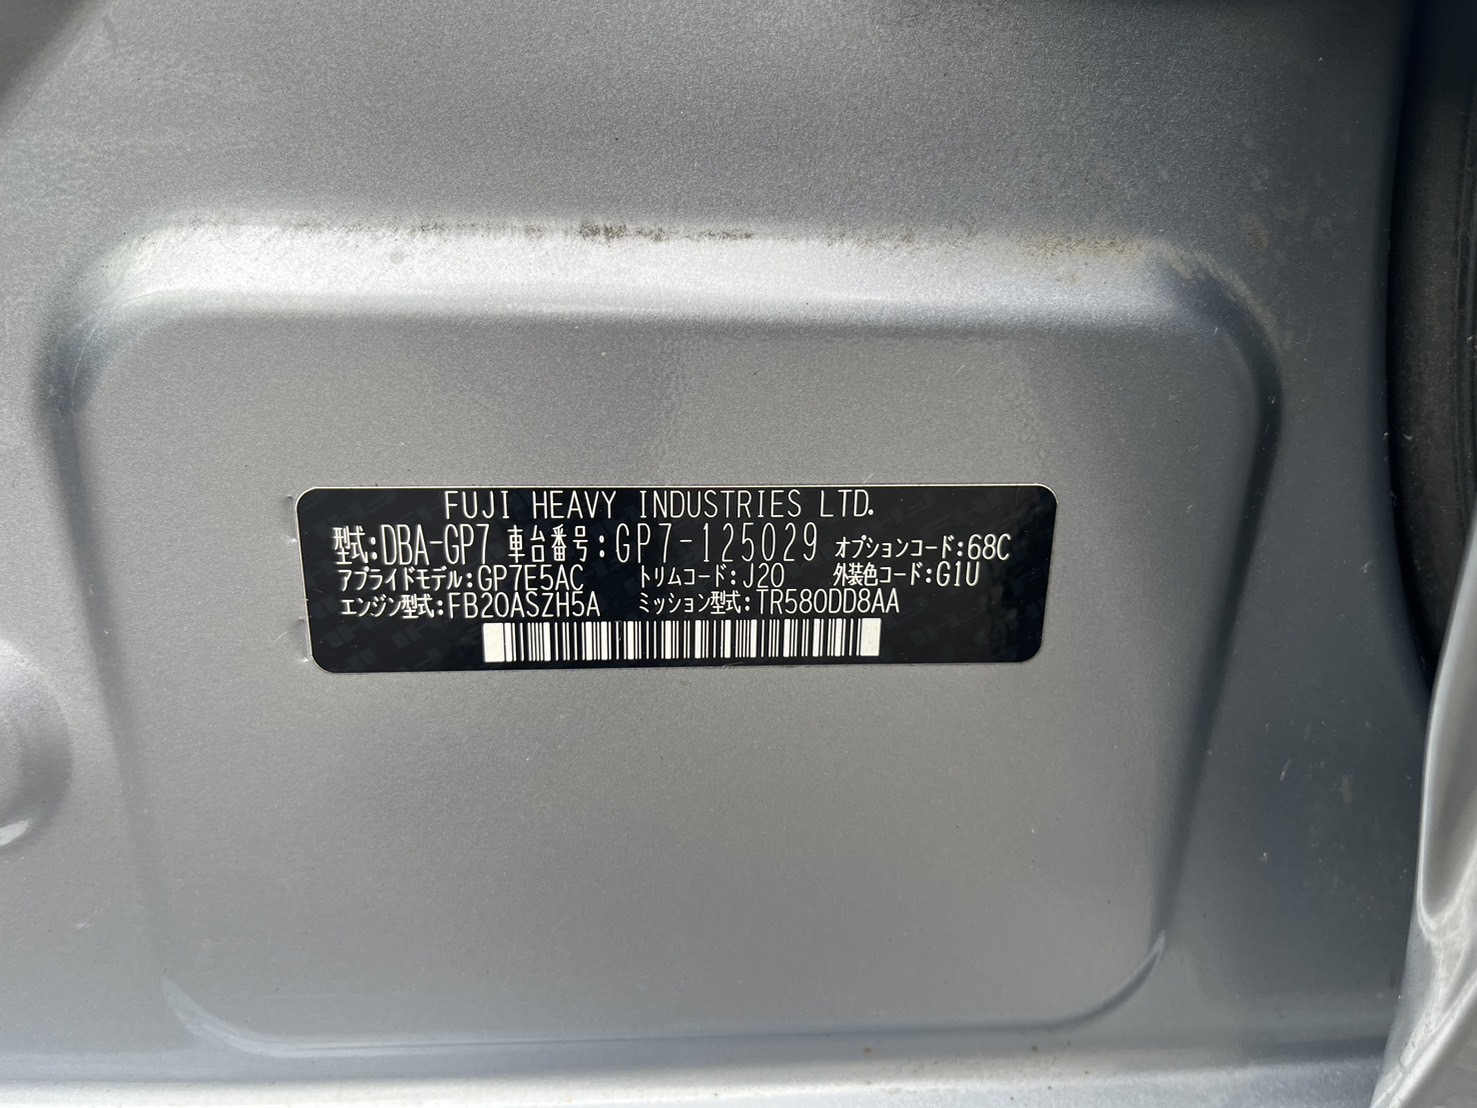 FUJI HEAVY INDUSTRIES LTD.
型式:DBA-GP7 車台番号:GP7-125029 オプションコード:68C
アプライドモデル:GP7E5AC トリムコード:J20 外装色コード:G1U
エンジン型式:FB20ASZH5A ミッション型式:TR580DD8AA